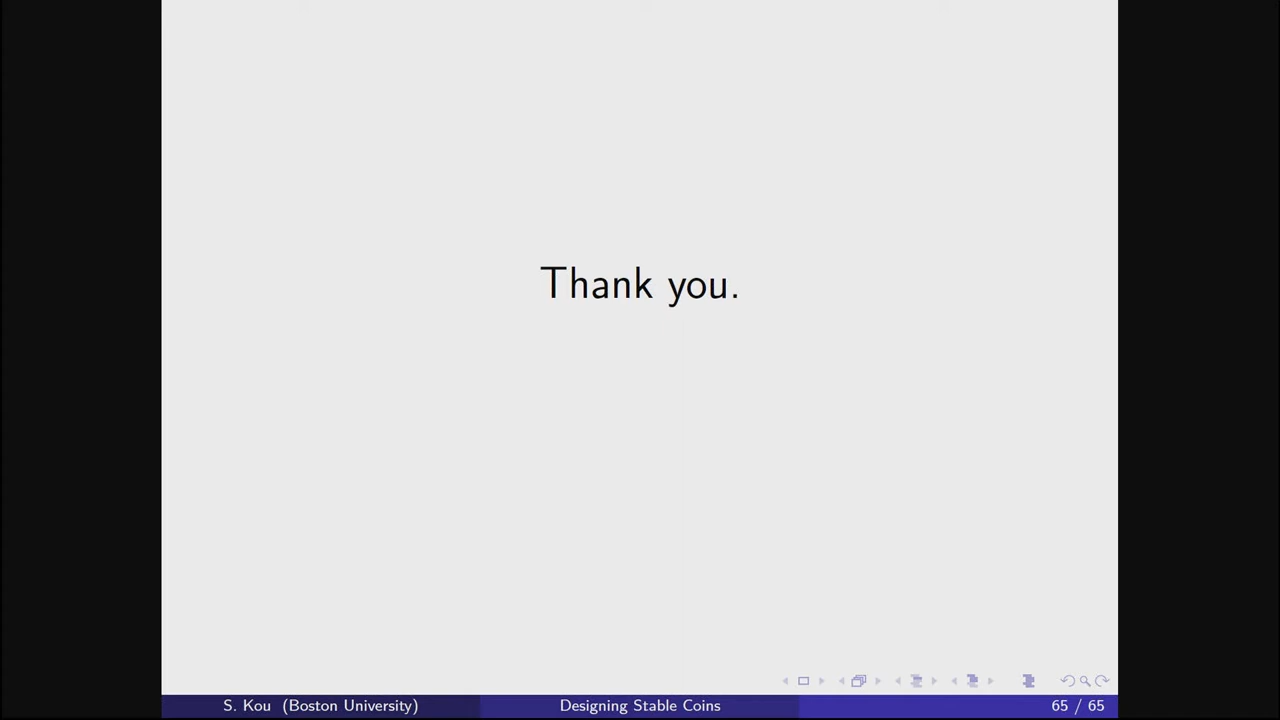 Thank you.
S. Kou (Boston University)
Designing Stable Coins
65 / 65